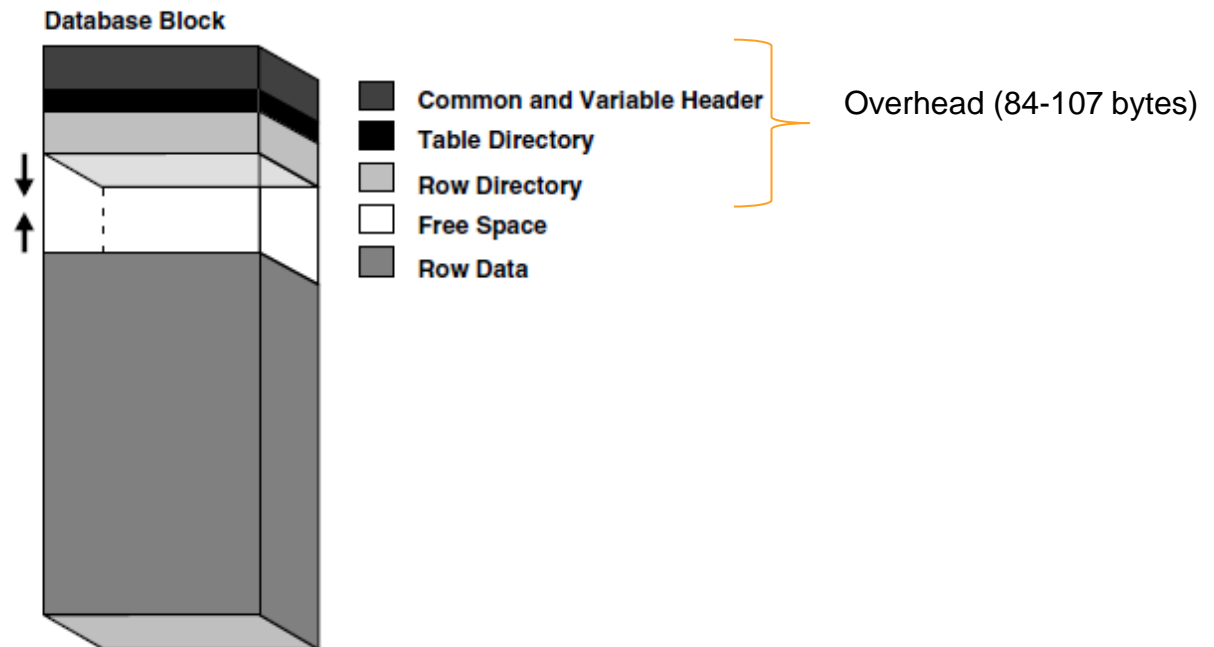 Database Block
Common and Variable Header
Table Directory
Row Directory
Free Space
Row Data
Overhead (84-107 bytes)